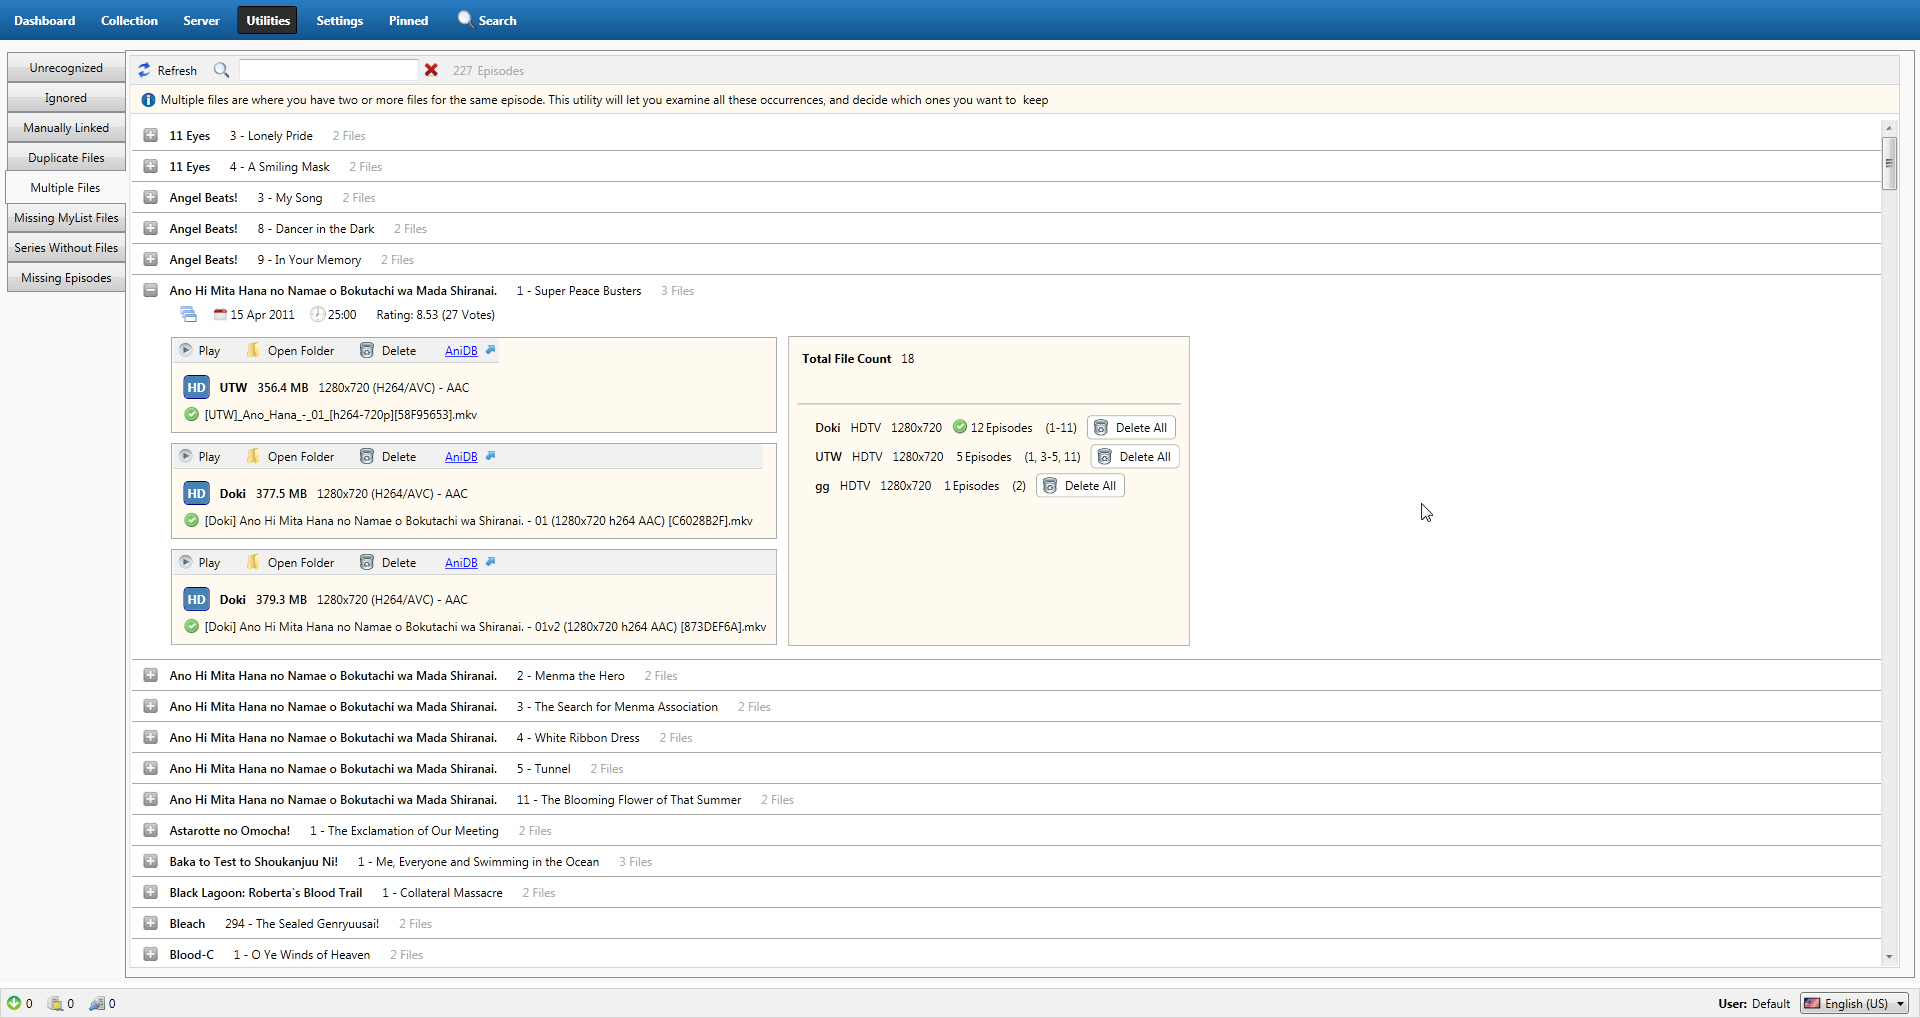 Dashboard Collection Server Utilities Settings Pinned Search
Unrecognized
Ignored
Manually Linked
Duplicate Files
Multiple Files
Missing MyList Files
Series Without Files
Missing Episodes
Refresh 227 Episodes
Multiple files are where you have two or more files for the same episode. This utility will let you examine all these occurrences, and decide which ones you want to keep
11 Eyes 3 - Lonely Pride 2 Files
11 Eyes 4 - A Smiling Mask 2 Files
Angel Beats! 3 - My Song 2 Files
Angel Beats! 8 - Dancer in the Dark 2 Files
Angel Beats! 9 - In Your Memory 2 Files
Ano Hi Mita Hana no Namae o Bokutachi wa Mada Shiranai. 1 - Super Peace Busters 3 Files
15 Apr 2011 25:00 Rating: 8.53 (27 Votes)
Play Open Folder Delete AniDB
HD UTW 356.4 MB 1280x720 (H264/AVC) - AAC
[UTW]_Ano_Hana_-_01_[h264-720p][58F95653].mkv
Play Open Folder Delete AniDB
HD Doki 377.5 MB 1280x720 (H264/AVC) - AAC
[Doki] Ano Hi Mita Hana no Namae o Bokutachi wa Shiranai. - 01 (1280x720 h264 AAC) [C6028B2F].mkv
Play Open Folder Delete AniDB
HD Doki 379.3 MB 1280x720 (H264/AVC) - AAC
[Doki] Ano Hi Mita Hana no Namae o Bokutachi wa Shiranai. - 01v2 (1280x720 h264 AAC) [873DEF6A].mkv
Total File Count 18
Doki HDTV 1280x720 12 Episodes (1-11) Delete All
UTW HDTV 1280x720 5 Episodes (1, 3-5, 11) Delete All
gg HDTV 1280x720 1 Episodes (2) Delete All
Ano Hi Mita Hana no Namae o Bokutachi wa Mada Shiranai. 2 - Menma the Hero 2 Files
Ano Hi Mita Hana no Namae o Bokutachi wa Mada Shiranai. 3 - The Search for Menma Association 2 Files
Ano Hi Mita Hana no Namae o Bokutachi wa Mada Shiranai. 4 - White Ribbon Dress 2 Files
Ano Hi Mita Hana no Namae o Bokutachi wa Mada Shiranai. 5 - Tunnel 2 Files
Ano Hi Mita Hana no Namae o Bokutachi wa Mada Shiranai. 11 - The Blooming Flower of That Summer 2 Files
Astarotte no Omocha! 1 - The Exclamation of Our Meeting 2 Files
Baka to Test to Shoukanjuu Ni! 1 - Me, Everyone and Swimming in the Ocean 3 Files
Black Lagoon: Roberta`s Blood Trail 1 - Collateral Massacre 2 Files
Bleach 294 - The Sealed Genryuusai! 2 Files
Blood-C 1 - O Ye Winds of Heaven 2 Files
0 0 0 User: Default English (US)